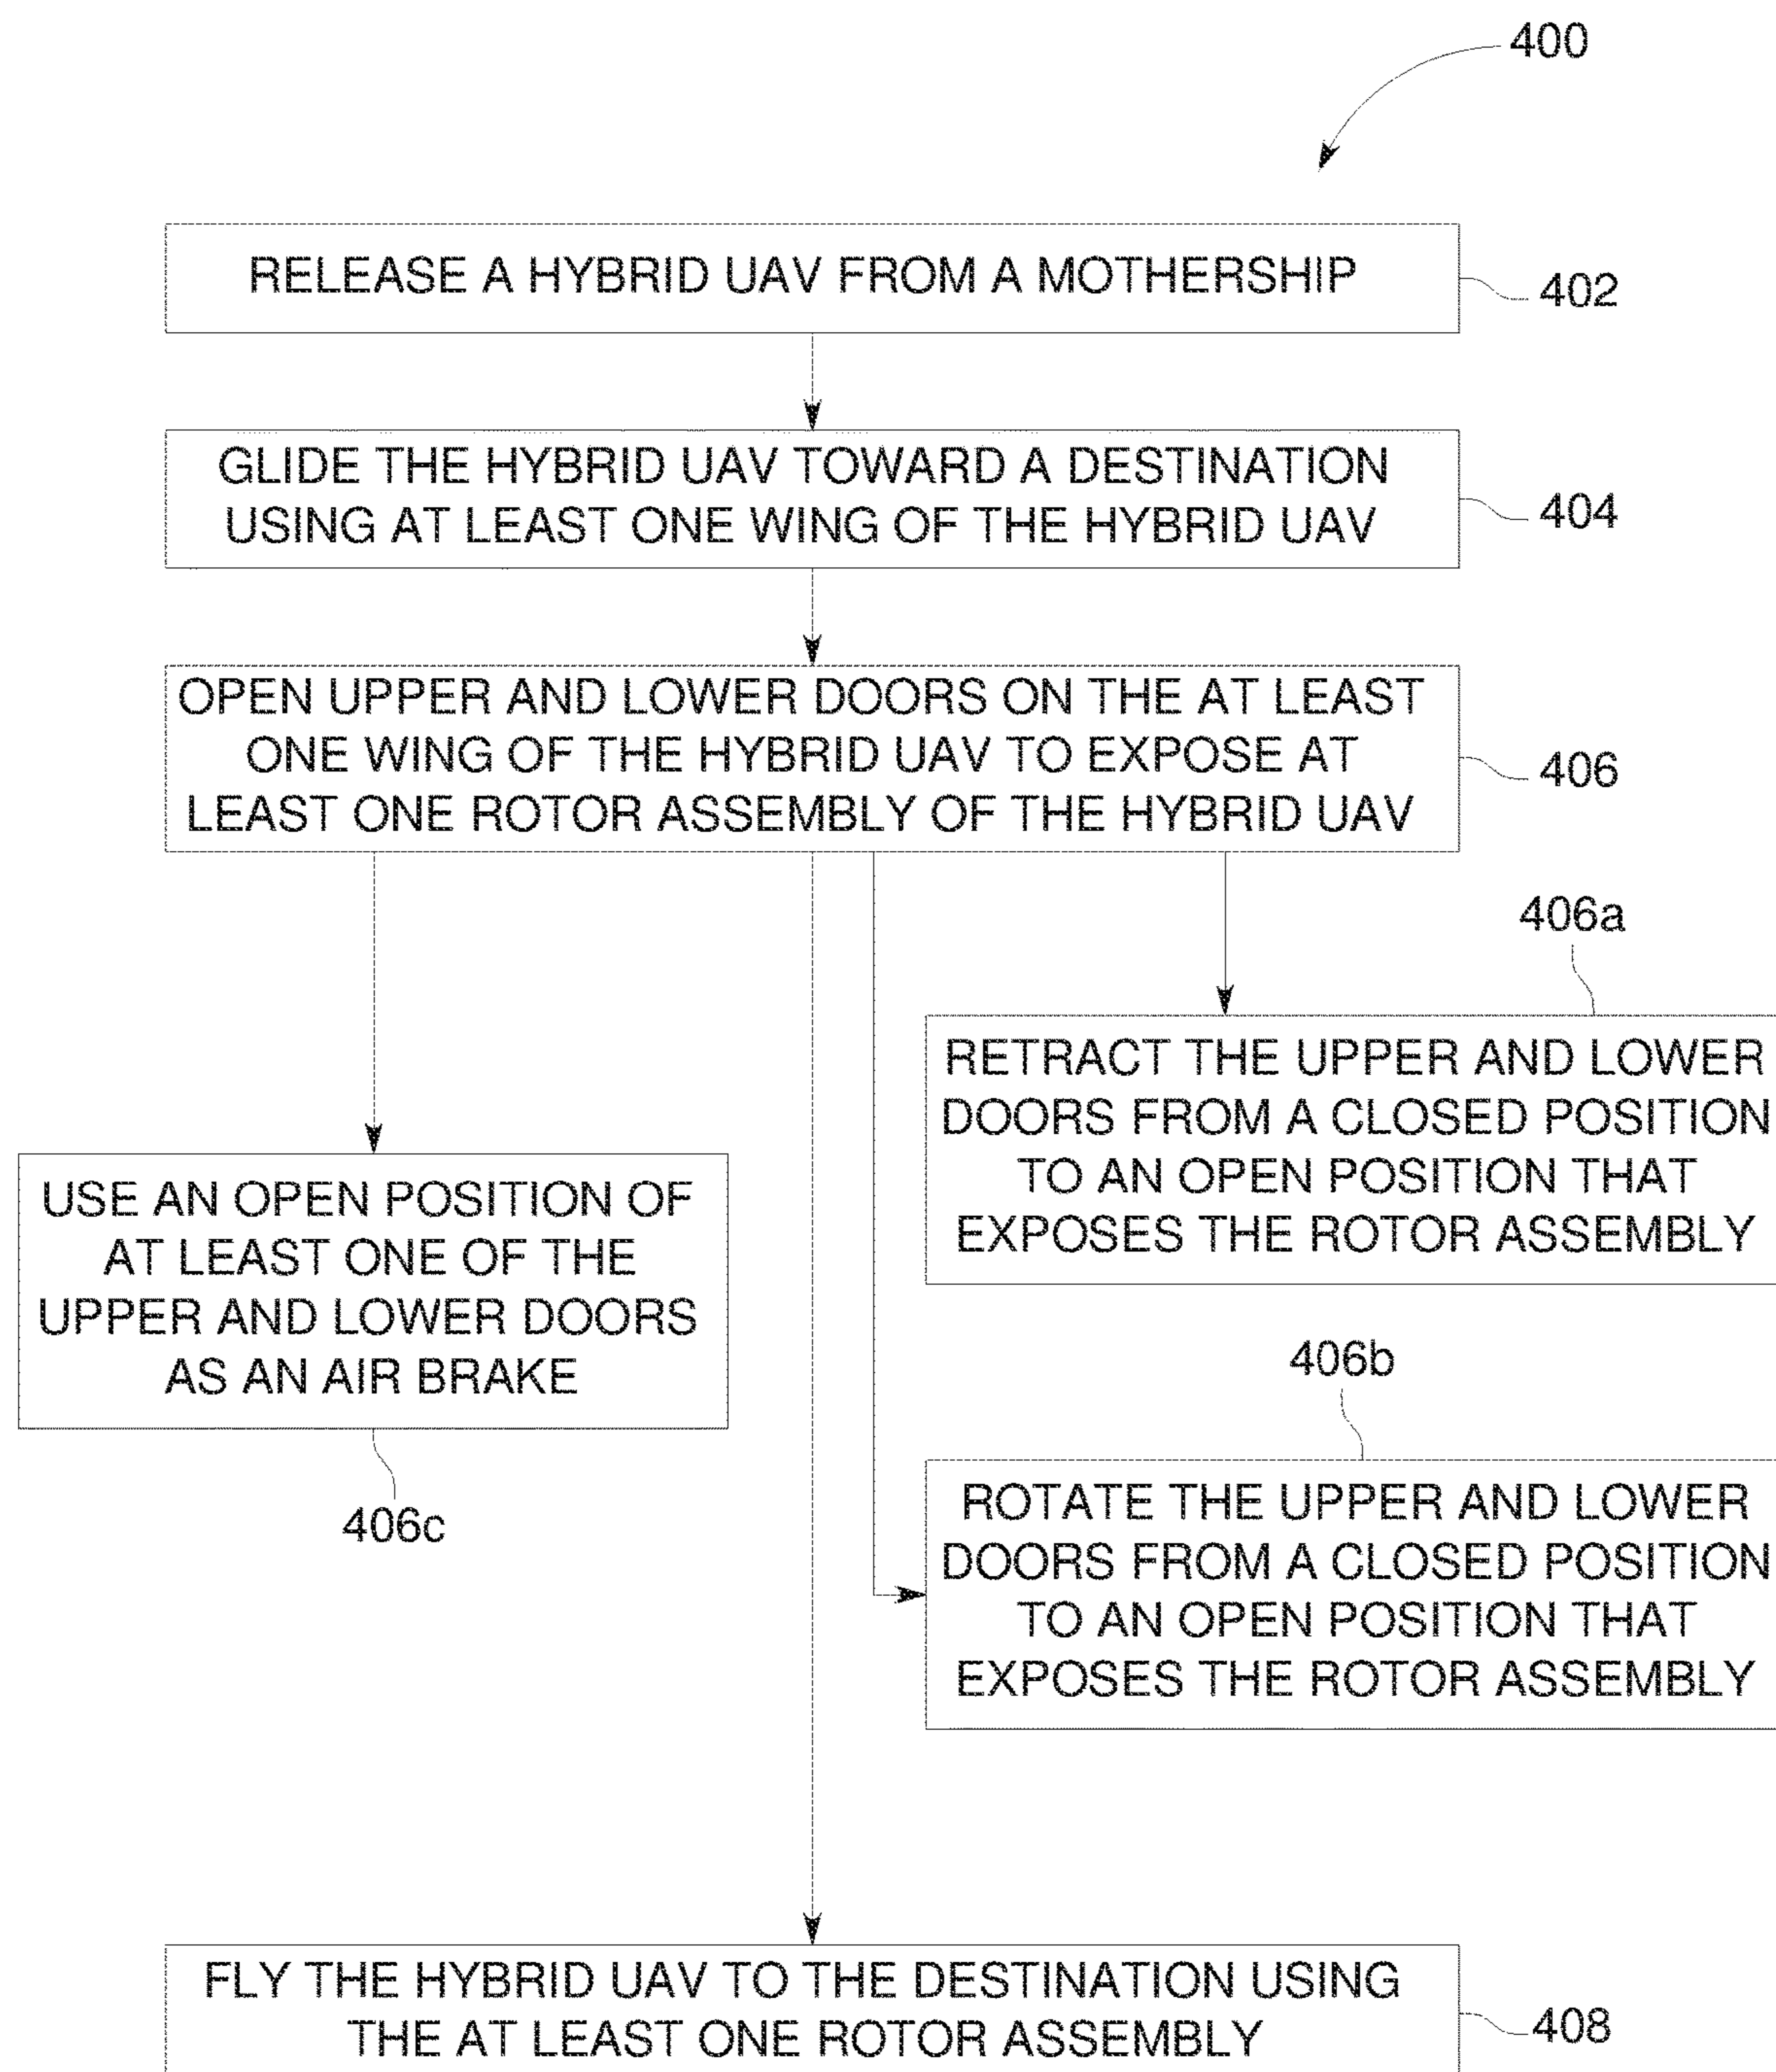 400
RELEASE A HYBRID UAV FROM A MOTHERSHIP
402
GLIDE THE HYBRID UAV TOWARD A DESTINATION
USING AT LEAST ONE WING OF THE HYBRID UAV
404
OPEN UPPER AND LOWER DOORS ON THE AT LEAST
ONE WING OF THE HYBRID UAV TO EXPOSE AT
LEAST ONE ROTOR ASSEMBLY OF THE HYBRID UAV
406
406a
RETRACT THE UPPER AND LOWER
DOORS FROM A CLOSED POSITION
TO AN OPEN POSITION THAT
EXPOSES THE ROTOR ASSEMBLY
USE AN OPEN POSITION OF
AT LEAST ONE OF THE
UPPER AND LOWER DOORS
AS AN AIR BRAKE
406c
406b
ROTATE THE UPPER AND LOWER
DOORS FROM A CLOSED POSITION
TO AN OPEN POSITION THAT
EXPOSES THE ROTOR ASSEMBLY
FLY THE HYBRID UAV TO THE DESTINATION USING
THE AT LEAST ONE ROTOR ASSEMBLY
408